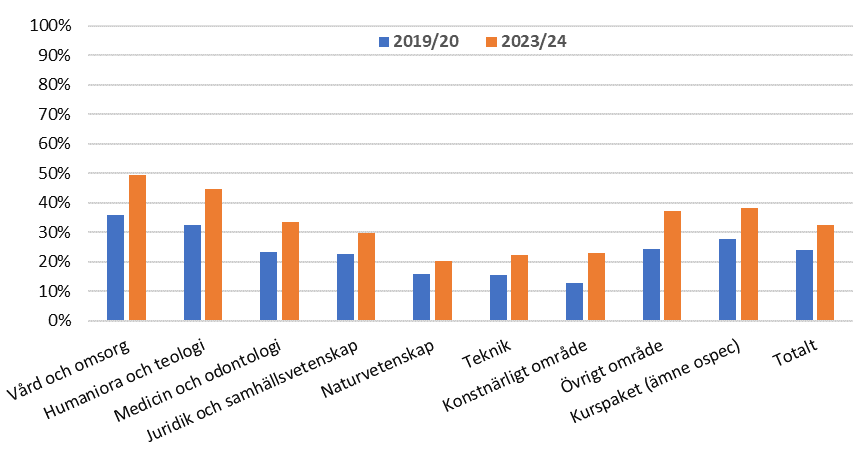 100%
90%
80%
70%
60%
50%
40%
30%
20%
10%
0%
2019/20 2023/24
Vård och omsorg
Humaniora och teologi
Medicin och odontologi
Juridik och samhällsvetenskap
Naturvetenskap
Teknik
Konstnärligt område
Övrigt område
Kurspaket (ämne ospec)
Totalt